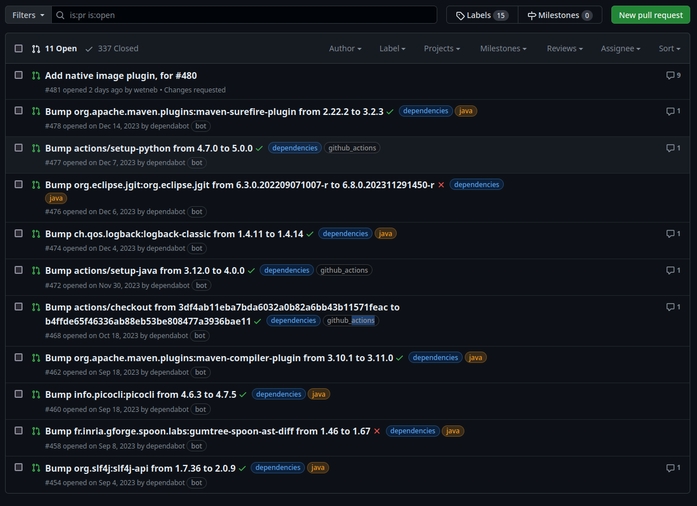 Filters is:pr is:open Labels 15 Milestones 0 New pull request
11 Open 337 Closed Author Label Projects Milestones Reviews Assignee Sort
Add native image plugin, for #480 9
#481 opened 2 days ago by wetneb • Changes requested
Bump org.apache.maven.plugins:maven-surefire-plugin from 2.22.2 to 3.2.3 dependencies java 1
#478 opened on Dec 14, 2023 by dependabot bot
Bump actions/setup-python from 4.7.0 to 5.0.0 dependencies github_actions 1
#477 opened on Dec 7, 2023 by dependabot bot
Bump org.eclipse.jgit:org.eclipse.jgit from 6.3.0.202209071007-r to 6.8.0.202311291450-r dependencies
java
#476 opened on Dec 6, 2023 by dependabot bot
Bump ch.qos.logback:logback-classic from 1.4.11 to 1.4.14 dependencies java 1
#474 opened on Dec 4, 2023 by dependabot bot
Bump actions/setup-java from 3.12.0 to 4.0.0 dependencies github_actions
#472 opened on Nov 30, 2023 by dependabot bot
Bump actions/checkout from 3df4ab11eba7bda6032a0b82a6bb43b11571feac to 1
b4ffde65f46336ab88eb53be808477a3936bae11 dependencies github_actions
#468 opened on Oct 18, 2023 by dependabot bot
Bump org.apache.maven.plugins:maven-compiler-plugin from 3.10.1 to 3.11.0 dependencies java
#462 opened on Sep 18, 2023 by dependabot bot
Bump info.picocli:picocli from 4.6.3 to 4.7.5 dependencies java
#460 opened on Sep 18, 2023 by dependabot bot
Bump fr.inria.gforge.spoon.labs:gumtree-spoon-ast-diff from 1.46 to 1.67 dependencies java
#458 opened on Sep 8, 2023 by dependabot bot
Bump org.slf4j:slf4j-api from 1.7.36 to 2.0.9 dependencies java 1
#454 opened on Sep 4, 2023 by dependabot bot